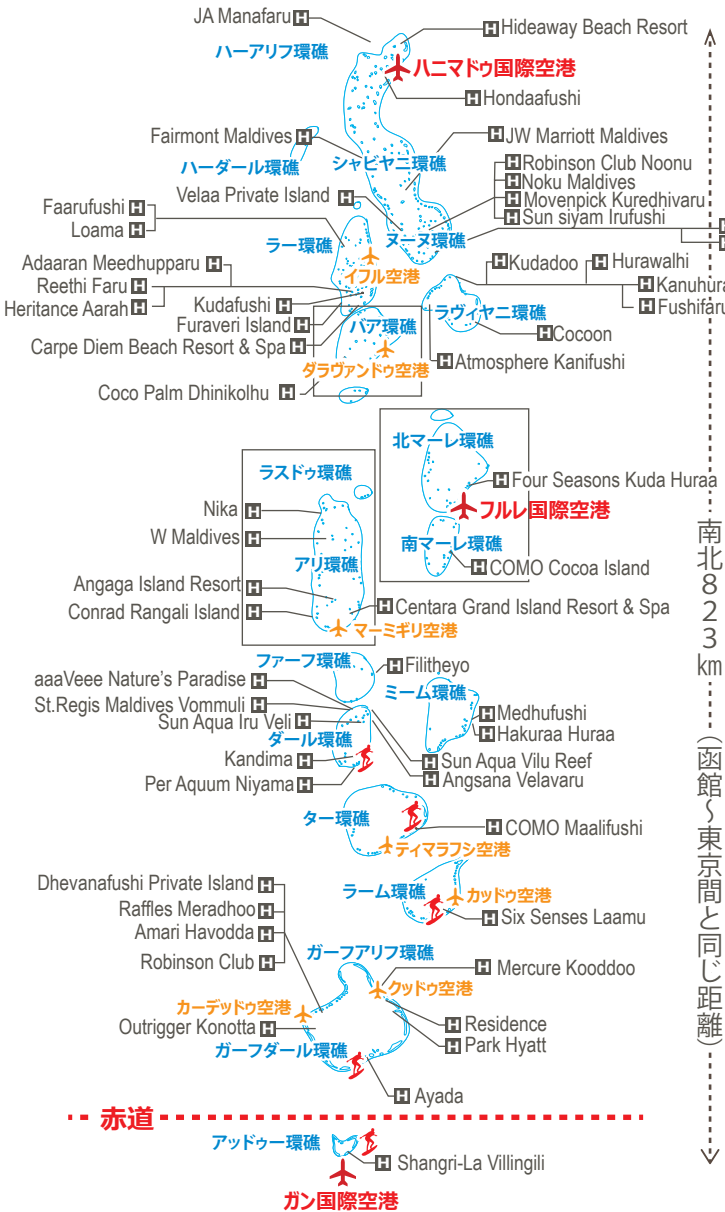 JA Manafaru H
H Hideaway Beach Resort
ハーアリフ環礁
ハニマドゥ国際空港
H Hondaafushi
Fairmont Maldives H
H JW Marriott Maldives
ハーダール環礁
シャビヤニ環礁
H Robinson Club Noonu
H Noku Maldives
Velaa Private Island H
H Movenpick Kuredhivaru
H Sun siyam Irufushi
Faarufushi H
Loama H
ラー環礁
ヌーヌ環礁
H
H
Adaaran Meedhupparu H
イフル空港
H Kudadoo
H Hurawalhi
Reethi Faru H
H Kanuhura
Heritance Aarah H
Kudafushi H
ラヴィヤニ環礁
H Fushifaru
Furaveri Island H
バア環礁
H Cocoon
Carpe Diem Beach Resort & Spa H
ダラヴァンドゥ空港
H Atmosphere Kanifushi
Coco Palm Dhinikolhu H
北マーレ環礁
ラスドゥ環礁
H Four Seasons Kuda Huraa
Nika H
フルレ国際空港
W Maldives H
南マーレ環礁
アリ環礁
H COMO Cocoa Island
Angaga Island Resort H
Conrad Rangali Island H
H Centara Grand Island Resort & Spa
マーミギリ空港
ファーフ環礁
H Filitheyo
aaaVeee Nature's Paradise H
ミーム環礁
St.Regis Maldives Vommuli H
H Medhufushi
Sun Aqua Iru Veli H
H Hakuraa Huraa
ダール環礁
Kandima H
H Sun Aqua Vilu Reef
Per Aquum Niyama H
H Angsana Velavaru
ター環礁
H COMO Maalifushi
ティマラフシ空港
Dhevanafushi Private Island H
ラーム環礁
カッドゥ空港
Raffles Meradhoo H
H Six Senses Laamu
Amari Havodda H
Robinson Club H
ガーフアリフ環礁
H Mercure Kooddoo
クッドゥ空港
カーデッドゥ空港
Outrigger Konotta H
H Residence
ガーフダール環礁
H Park Hyatt
H Ayada
赤道
アッドゥー環礁
H Shangri-La Villingili
ガン国際空港
南北823km
(函館〜東京間と同じ距離)